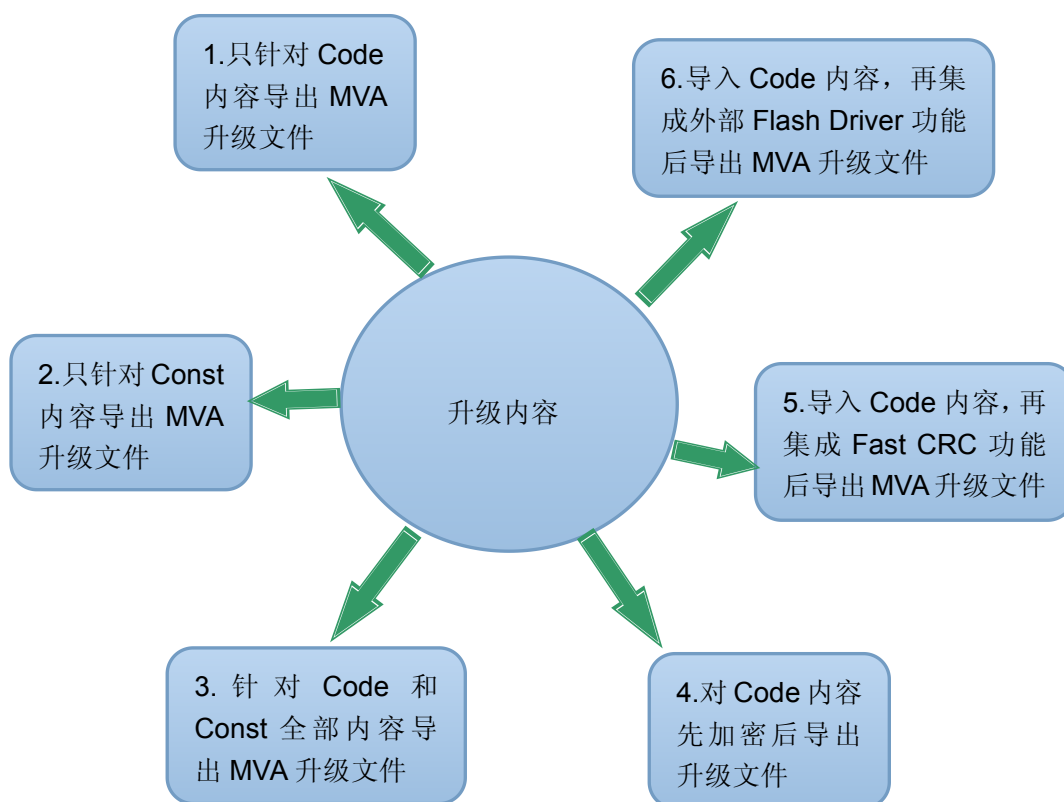 1.只针对 Code
内容导出 MVA
升级文件
6.导入 Code 内容，再集
成外部 Flash Driver 功能
后导出 MVA 升级文件
2.只针对 Const
内容导出 MVA
升级文件
升级内容
5.导入 Code 内容，再
集成 Fast CRC 功能
后导出 MVA 升级文件
3. 针对 Code 和
Const 全部内容导
出 MVA 升级文件
4.对 Code 内容
先加密后导出
升级文件